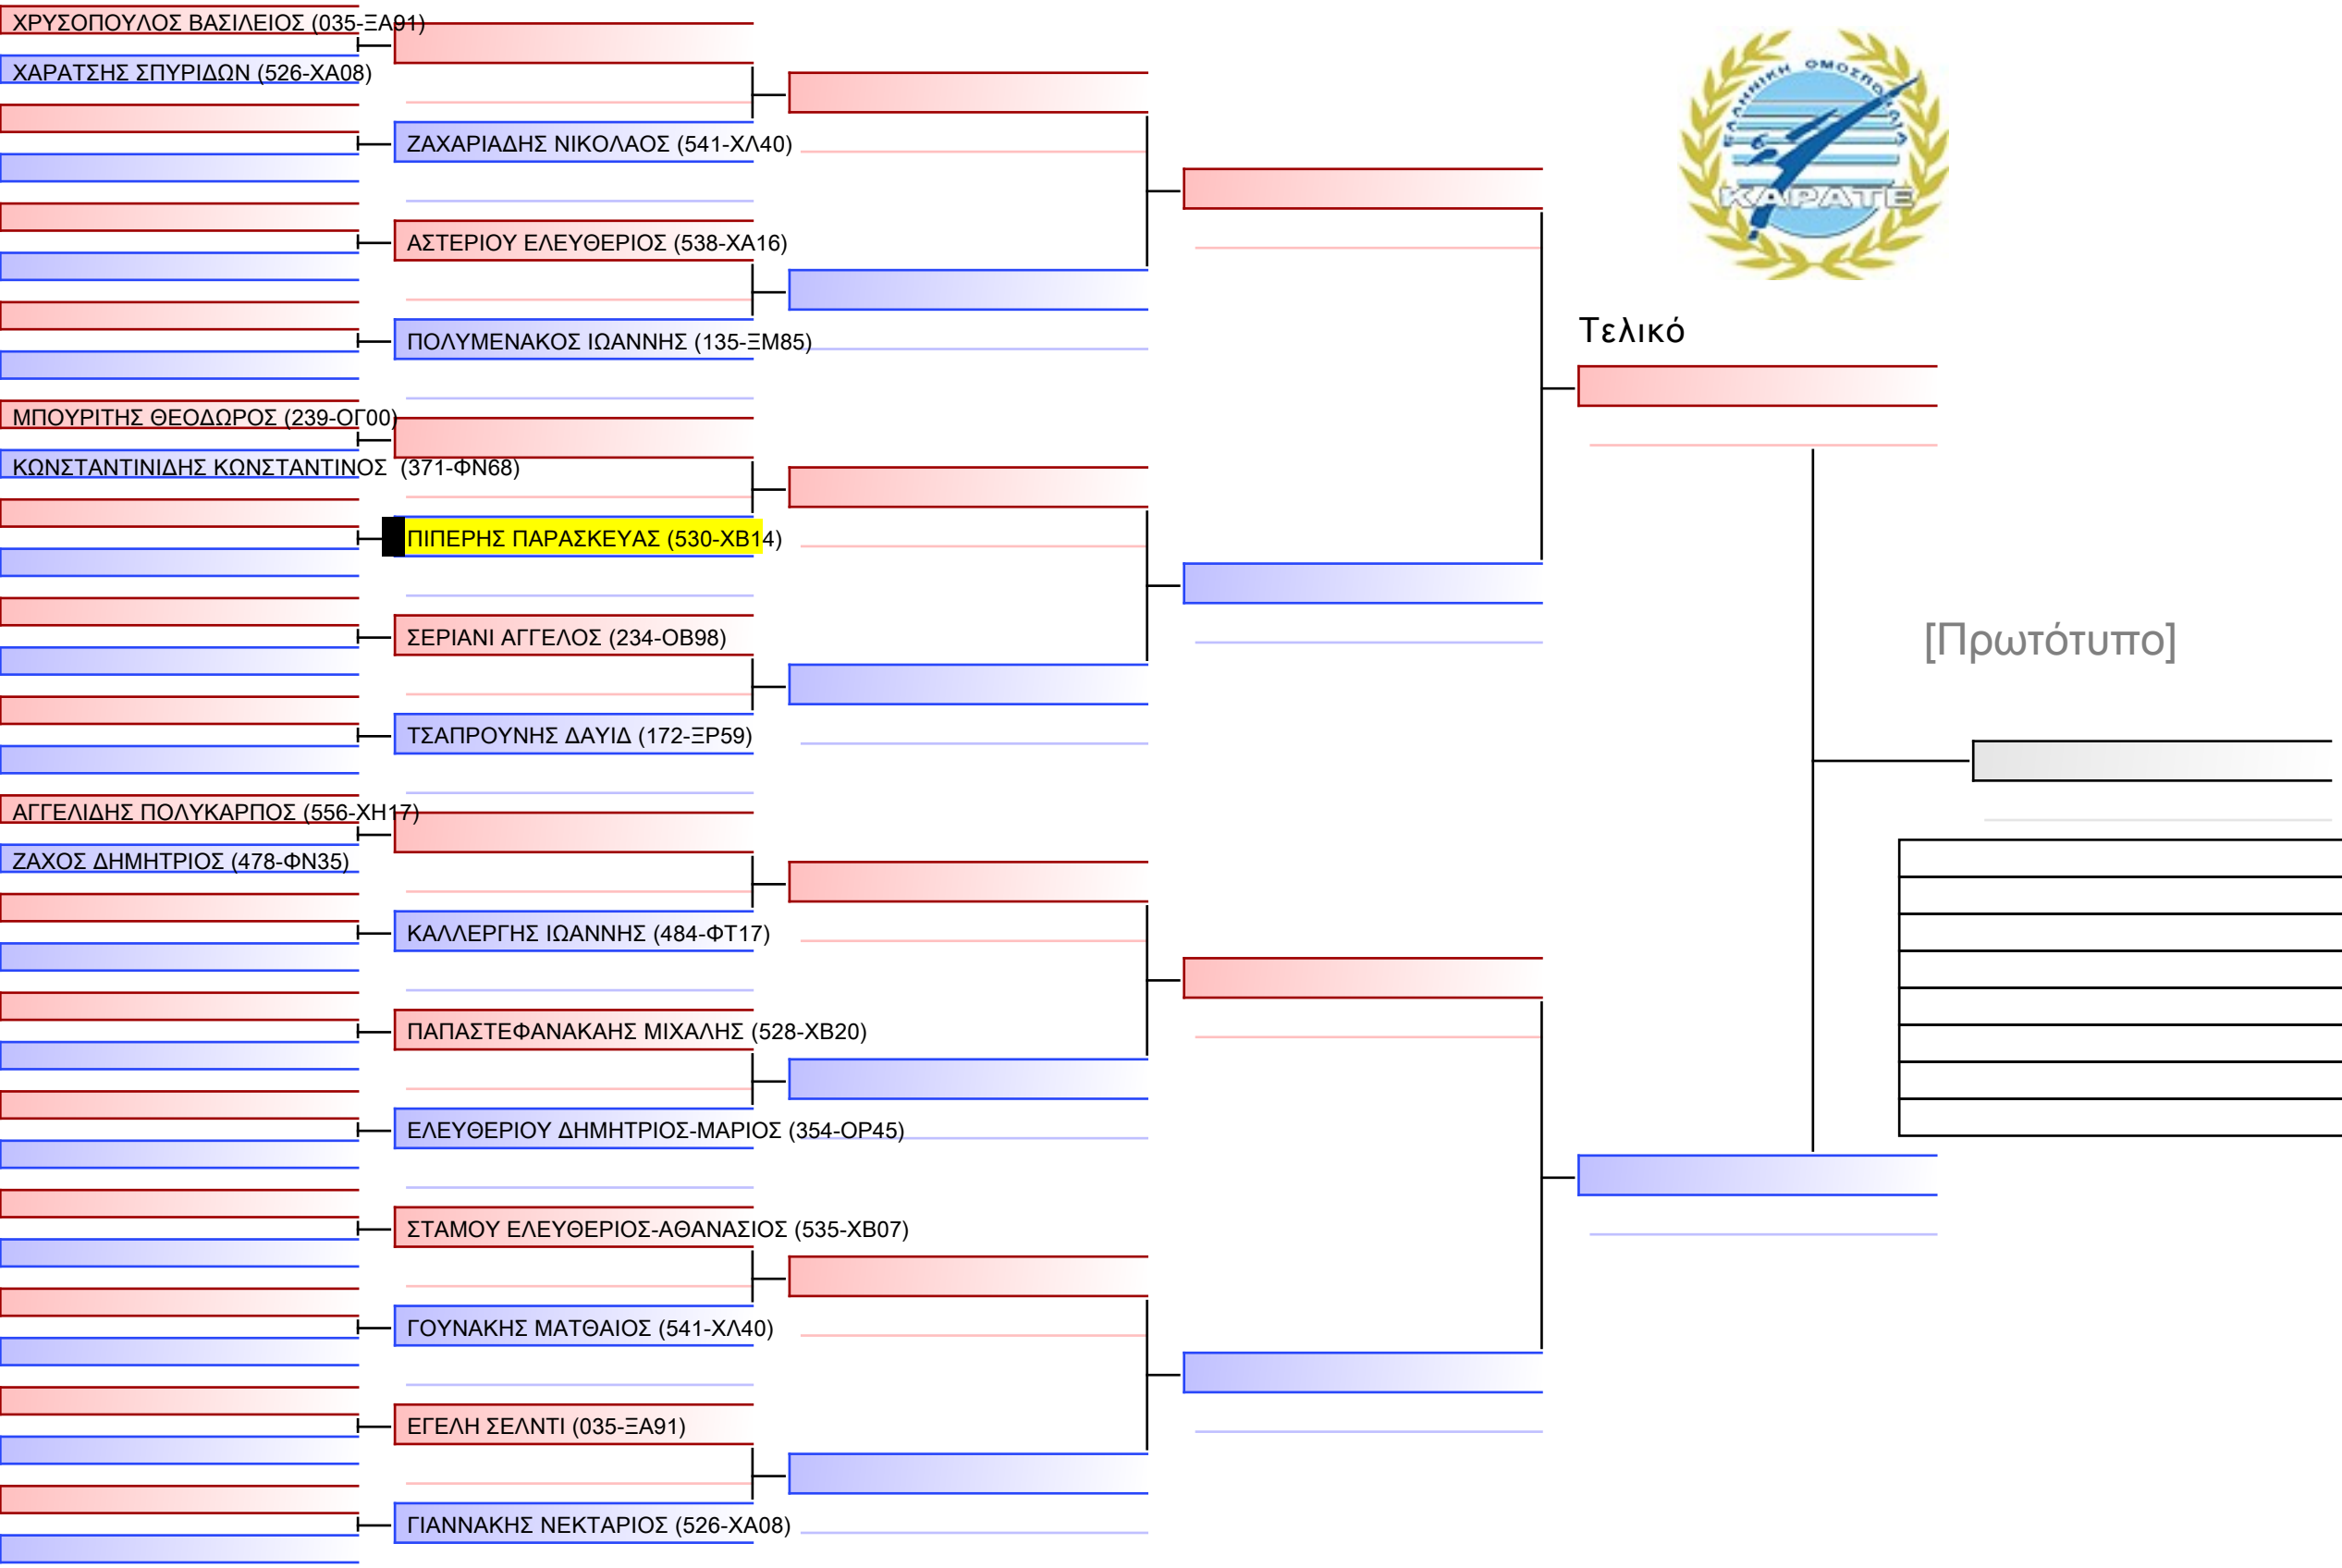 ΧΡΥΣΟΠΟΥΛΟΣ ΒΑΣΙΛΕΙΟΣ (035-ΞΑ91)
ΧΑΡΑΤΣΗΣ ΣΠΥΡΙΔΩΝ (526-ΧΑ08)
ΖΑΧΑΡΙΑΔΗΣ ΝΙΚΟΛΑΟΣ (541-ΧΛ40)
ΑΣΤΕΡΙΟΥ ΕΛΕΥΘΕΡΙΟΣ (538-ΧΑ16)
ΠΟΛΥΜΕΝΑΚΟΣ ΙΩΑΝΝΗΣ (135-ΞΜ85)
ΜΠΟΥΡΙΤΗΣ ΘΕΟΔΩΡΟΣ (239-ΟΓ00)
ΚΩΝΣΤΑΝΤΙΝΙΔΗΣ ΚΩΝΣΤΑΝΤΙΝΟΣ (371-ΦΝ68)
ΠΙΠΕΡΗΣ ΠΑΡΑΣΚΕΥΑΣ (530-ΧΒ14)
ΣΕΡΙΑΝΙ ΑΓΓΕΛΟΣ (234-ΟΒ98)
ΤΣΑΠΡΟΥΝΗΣ ΔΑΥΙΔ (172-ΞΡ59)
ΑΓΓΕΛΙΔΗΣ ΠΟΛΥΚΑΡΠΟΣ (556-ΧΗ17)
ΖΑΧΟΣ ΔΗΜΗΤΡΙΟΣ (478-ΦΝ35)
ΚΑΛΛΕΡΓΗΣ ΙΩΑΝΝΗΣ (484-ΦΤ17)
ΠΑΠΑΣΤΕΦΑΝΑΚΑΗΣ ΜΙΧΑΛΗΣ (528-ΧΒ20)
ΕΛΕΥΘΕΡΙΟΥ ΔΗΜΗΤΡΙΟΣ-ΜΑΡΙΟΣ (354-ΟΡ45)
ΣΤΑΜΟΥ ΕΛΕΥΘΕΡΙΟΣ-ΑΘΑΝΑΣΙΟΣ (535-ΧΒ07)
ΓΟΥΝΑΚΗΣ ΜΑΤΘΑΙΟΣ (541-ΧΛ40)
ΕΓΕΛΗ ΣΕΛΝΤΙ (035-ΞΑ91)
ΓΙΑΝΝΑΚΗΣ ΝΕΚΤΑΡΙΟΣ (526-ΧΑ08)
ΕΛΛΗΝΙΚΗ ΟΜΟΣΠΟΝΔΙΑ
ΚΑΡΑΤΕ
Τελικό
[Πρωτότυπο]